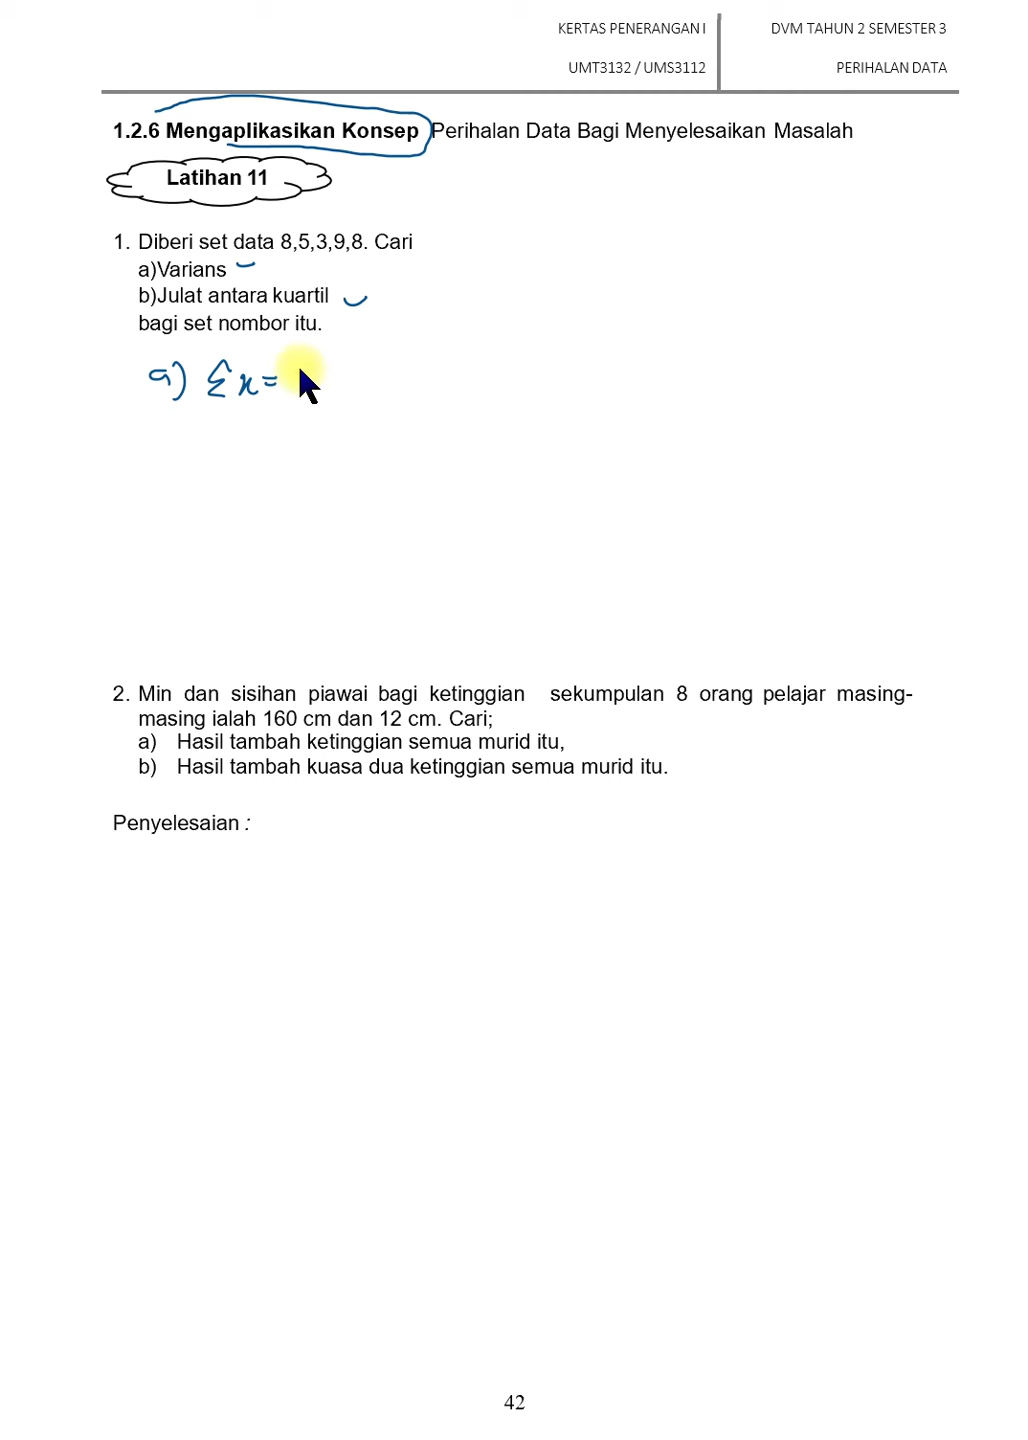 KERTAS PENERANGAN I
DVM TAHUN 2 SEMESTER 3
UMT3132 / UMS3112
PERIHALAN DATA
1.2.6 Mengaplikasikan Konsep Perihalan Data Bagi Menyelesaikan Masalah
Latihan 11
1. Diberi set data 8,5,3,9,8. Cari
a)Varians
b)Julat antara kuartil
bagi set nombor itu.
a) Σx=
2. Min dan sisihan piawai bagi ketinggian sekumpulan 8 orang pelajar masing-
masing ialah 160 cm dan 12 cm. Cari;
a) Hasil tambah ketinggian semua murid itu,
b) Hasil tambah kuasa dua ketinggian semua murid itu.
Penyelesaian :
42